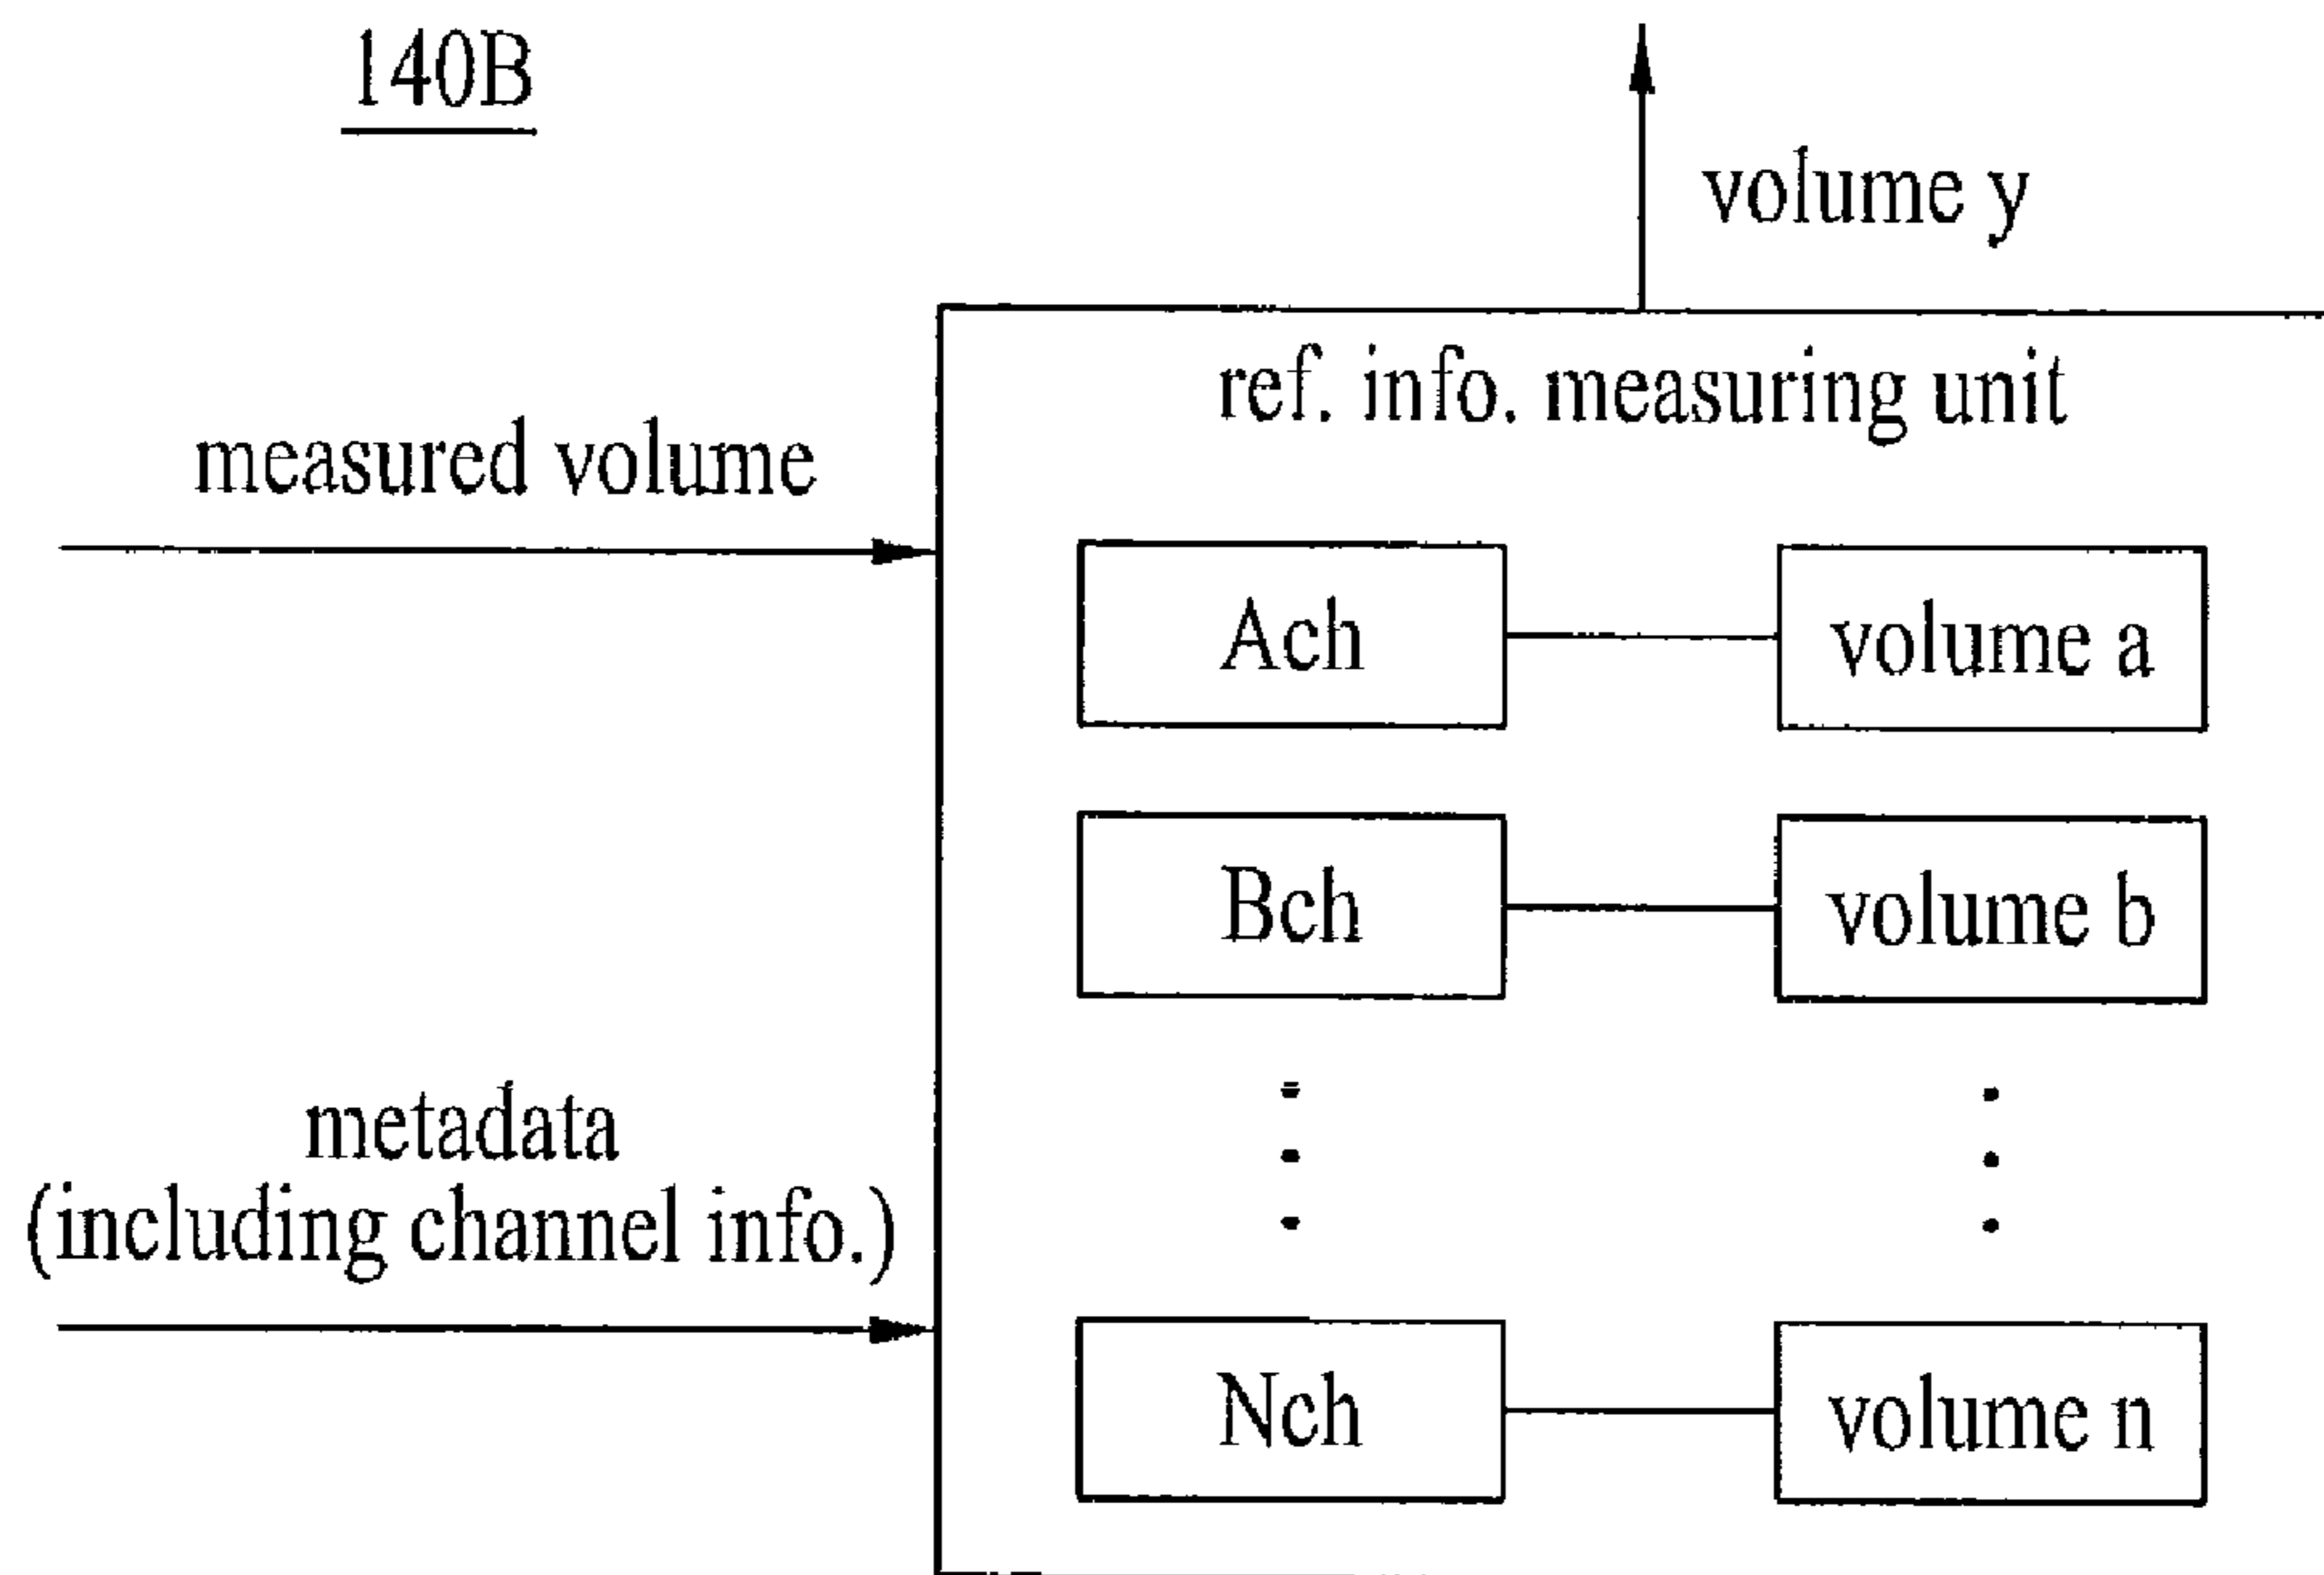 140B
volume y
ref. info. measuring unit
measured volume
Ach
volume a
Bch
volume b
metadata
(including channel info.)
Nch
volume n